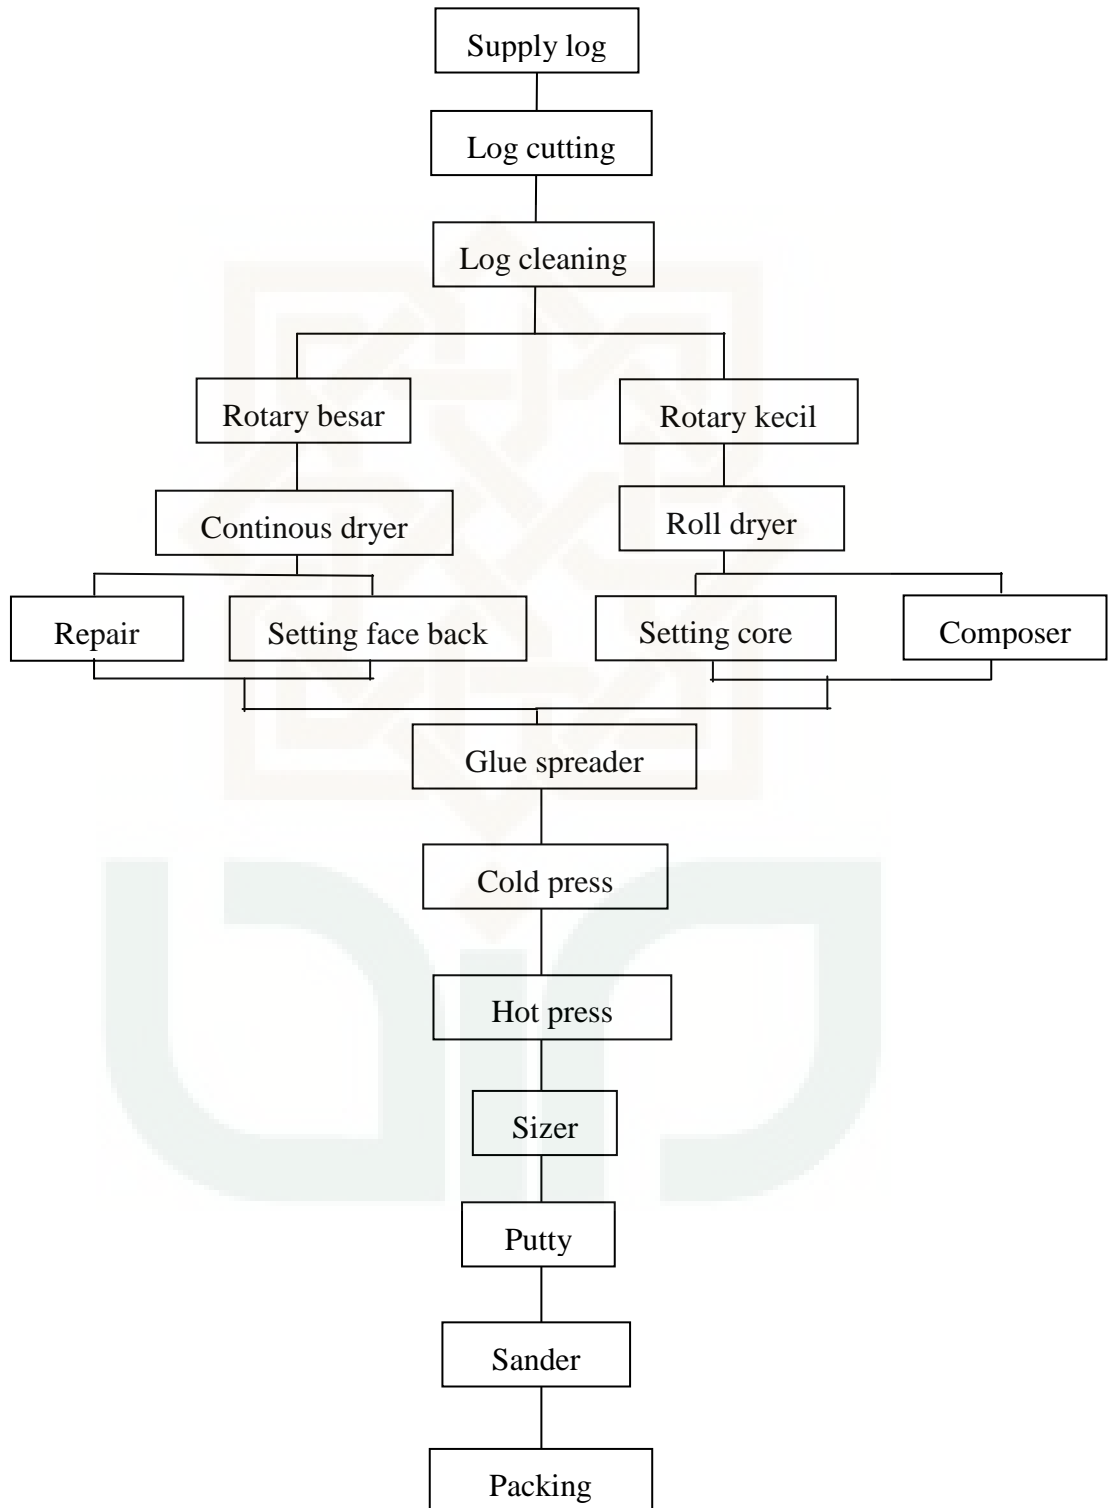 Supply log
Log cutting
Log cleaning
Rotary besar
Rotary kecil
Continous dryer
Roll dryer
Repair
Setting face back
Setting core
Composer
Glue spreader
Cold press
Hot press
Sizer
Putty
Sander
Packing